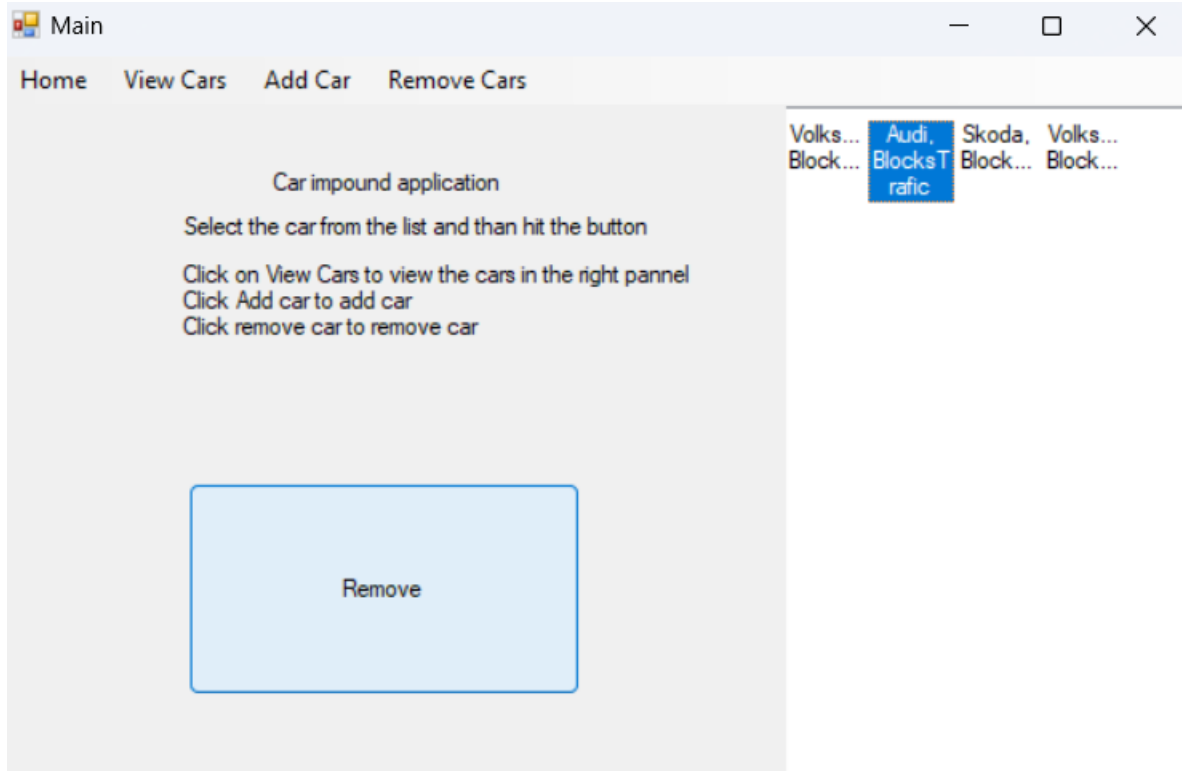 Main
Home View Cars Add Car Remove Cars
Car impound application
Select the car from the list and than hit the button
Click on View Cars to view the cars in the right pannel
Click Add car to add car
Click remove car to remove car
Remove
Volks...
Block...
Audi,
BlocksT
rafic
Skoda,
Block...
Volks...
Block...